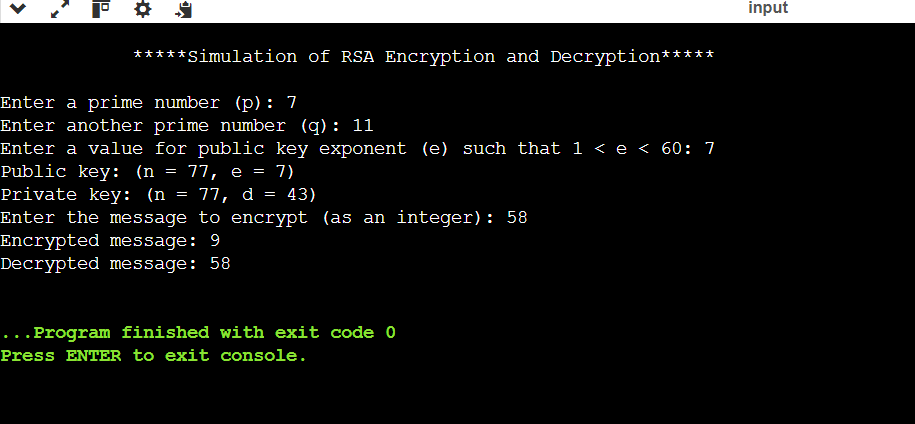 input
*****Simulation of RSA Encryption and Decryption*****
Enter a prime number (p): 7
Enter another prime number (q): 11
Enter a value for public key exponent (e) such that 1 < e < 60: 7
Public key: (n = 77, e = 7)
Private key: (n = 77, d = 43)
Enter the message to encrypt (as an integer): 58
Encrypted message: 9
Decrypted message: 58
...Program finished with exit code 0
Press ENTER to exit console.